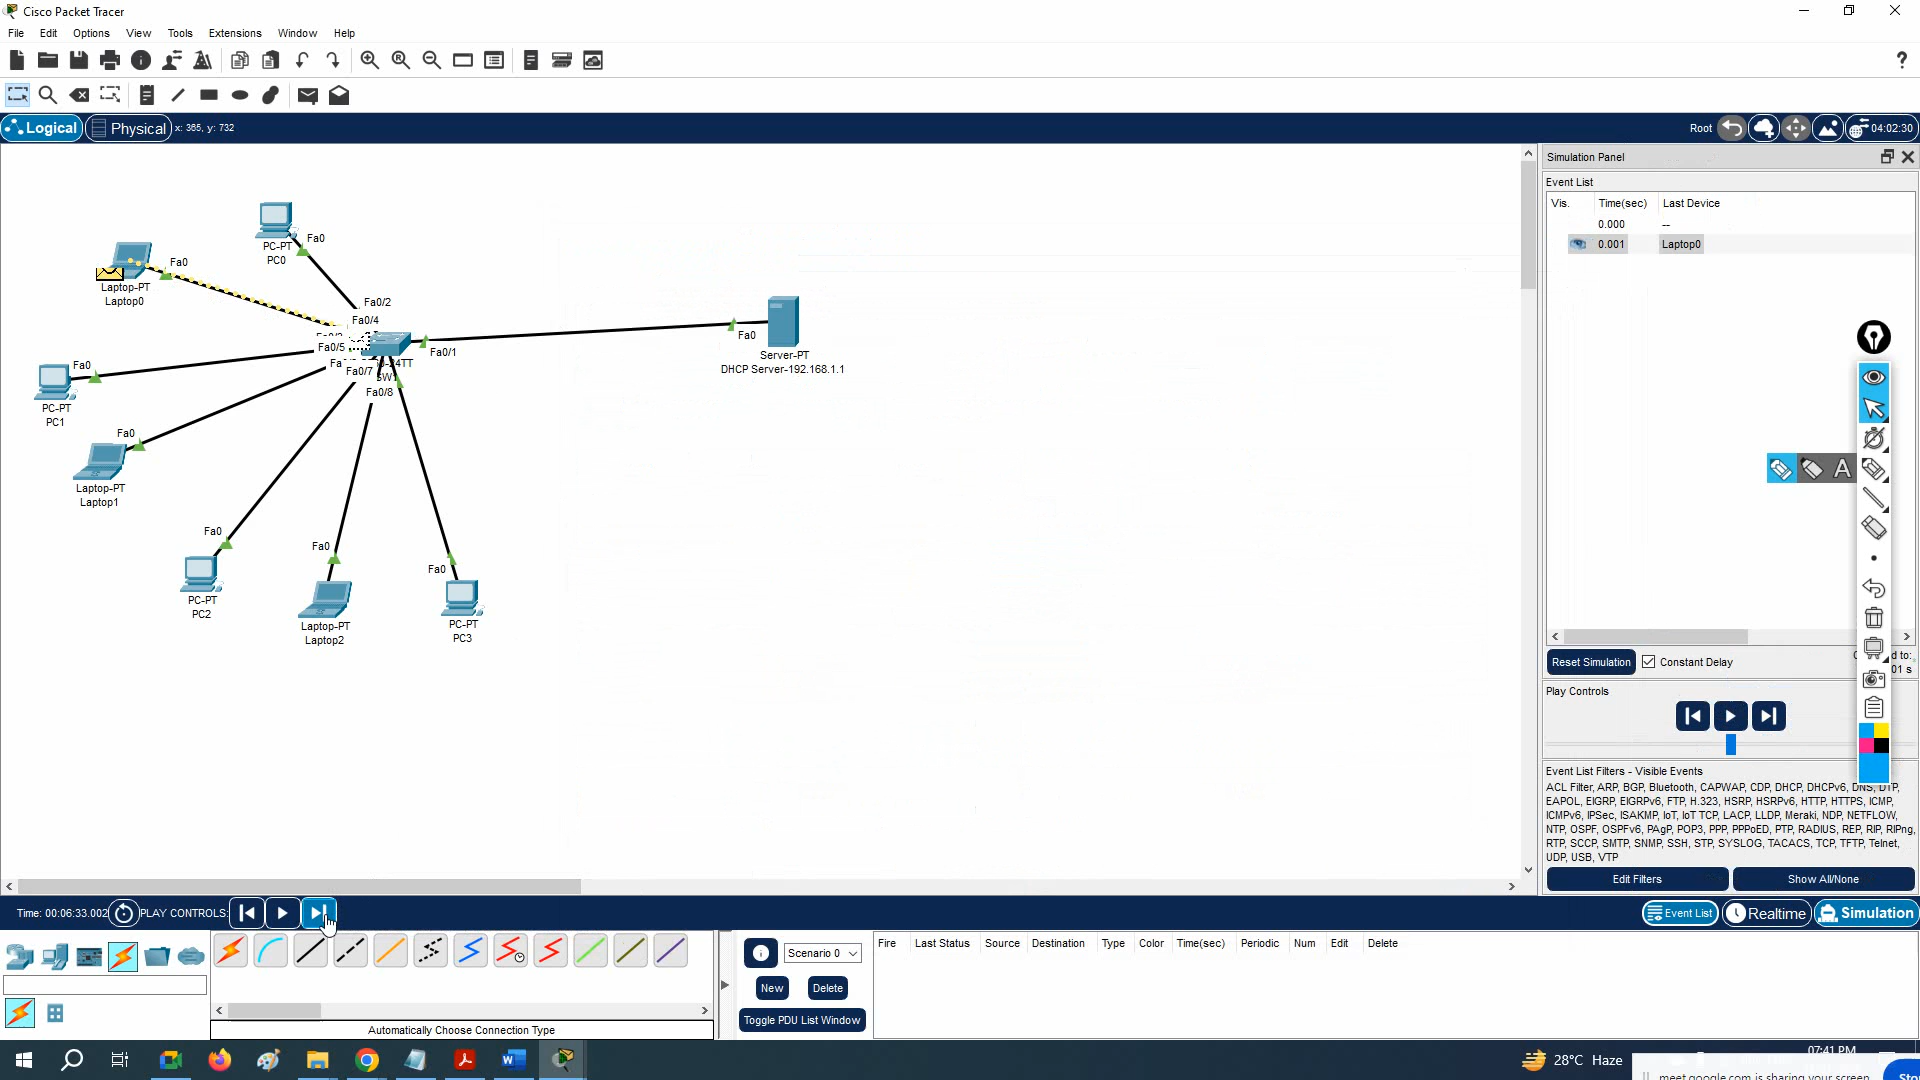 Cisco Packet Tracer
File Edit Options View Tools Extensions Window Help
Logical Physical x: 365, y: 732
Root 04:02:30
Simulation Panel
Event List
Vis. Time(sec) Last Device
0.000 --
0.001 Laptop0
PC-PT
PC0
Fa0
Laptop-PT
Laptop0
Fa0
Fa0/2
Fa0/4
Fa0/5
Fa0/7
Fa0/8
Fa0/1
Fa0
Server-PT
DHCP Server-192.168.1.1
Fa0
PC-PT
PC1
Fa0
Laptop-PT
Laptop1
Fa0
PC-PT
PC2
Fa0
Laptop-PT
Laptop2
Fa0
PC-PT
PC3
A
Reset Simulation Constant Delay
Play Controls
Event List Filters - Visible Events
ACL Filter, ARP, BGP, Bluetooth, CAPWAP, CDP, DHCP, DHCPv6, DNS, DTP,
EAPOL, EIGRP, EIGRPv6, FTP, H.323, HSRP, HSRPv6, HTTP, HTTPS, ICMP,
ICMPv6, IPSec, ISAKMP, IoT, IoT TCP, LACP, LLDP, Meraki, NDP, NETFLOW,
NTP, OSPF, OSPFv6, PAgP, POP3, PPP, PPPoED, PTP, RADIUS, REP, RIP, RIPng,
RTP, SCCP, SMTP, SNMP, SSH, STP, SYSLOG, TACACS, TCP, TFTP, Telnet,
UDP, USB, VTP
Edit Filters Show All/None
Time: 00:06:33.002 PLAY CONTROLS:
Event List Realtime Simulation
Scenario 0
New Delete
Toggle PDU List Window
Fire Last Status Source Destination Type Color Time(sec) Periodic Num Edit Delete
Automatically Choose Connection Type
28°C Haze
07:41 PM
meet.google.com is sharing your screen.